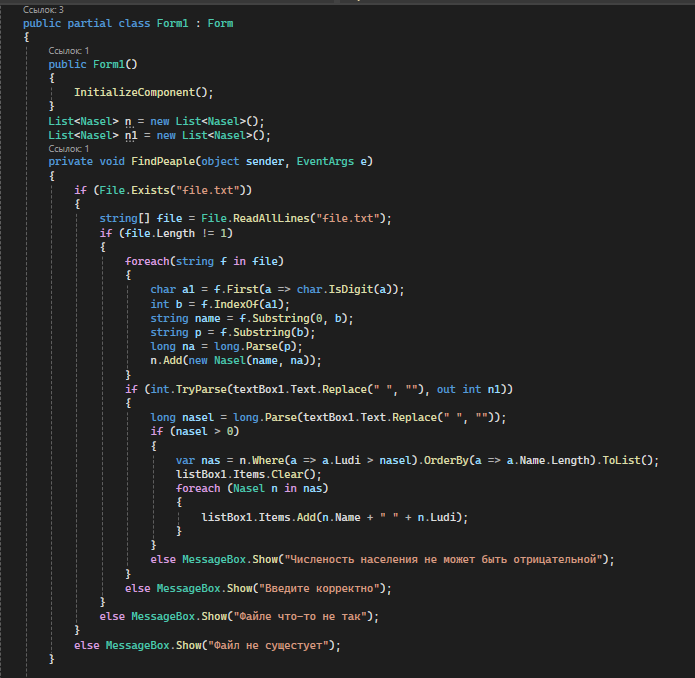 Ссылок: 3
public partial class Form1 : Form
{
Ссылок: 1
public Form1()
{
InitializeComponent();
}
List<Nasel> n = new List<Nasel>();
List<Nasel> n1 = new List<Nasel>();
Ссылок: 1
private void FindPeaple(object sender, EventArgs e)
{
if (File.Exists("file.txt"))
{
string[] file = File.ReadAllLines("file.txt");
if (file.Length != 1)
{
foreach(string f in file)
{
char a1 = f.First(a => char.IsDigit(a));
int b = f.IndexOf(a1);
string name = f.Substring(0, b);
string p = f.Substring(b);
long na = long.Parse(p);
n.Add(new Nasel(name, na));
}
if (int.TryParse(textBox1.Text.Replace(" ", ""), out int n1))
{
long nasel = long.Parse(textBox1.Text.Replace(" ", ""));
if (nasel > 0)
{
var nas = n.Where(a => a.Ludi > nasel).OrderBy(a => a.Name.Length).ToList();
listBox1.Items.Clear();
foreach (Nasel n in nas)
{
listBox1.Items.Add(n.Name + " " + n.Ludi);
}
}
else MessageBox.Show("Численость населения не может быть отрицательной");
}
else MessageBox.Show("Введите корректно");
}
else MessageBox.Show("Файле что-то не так");
}
else MessageBox.Show("Файл не сущестует");
}